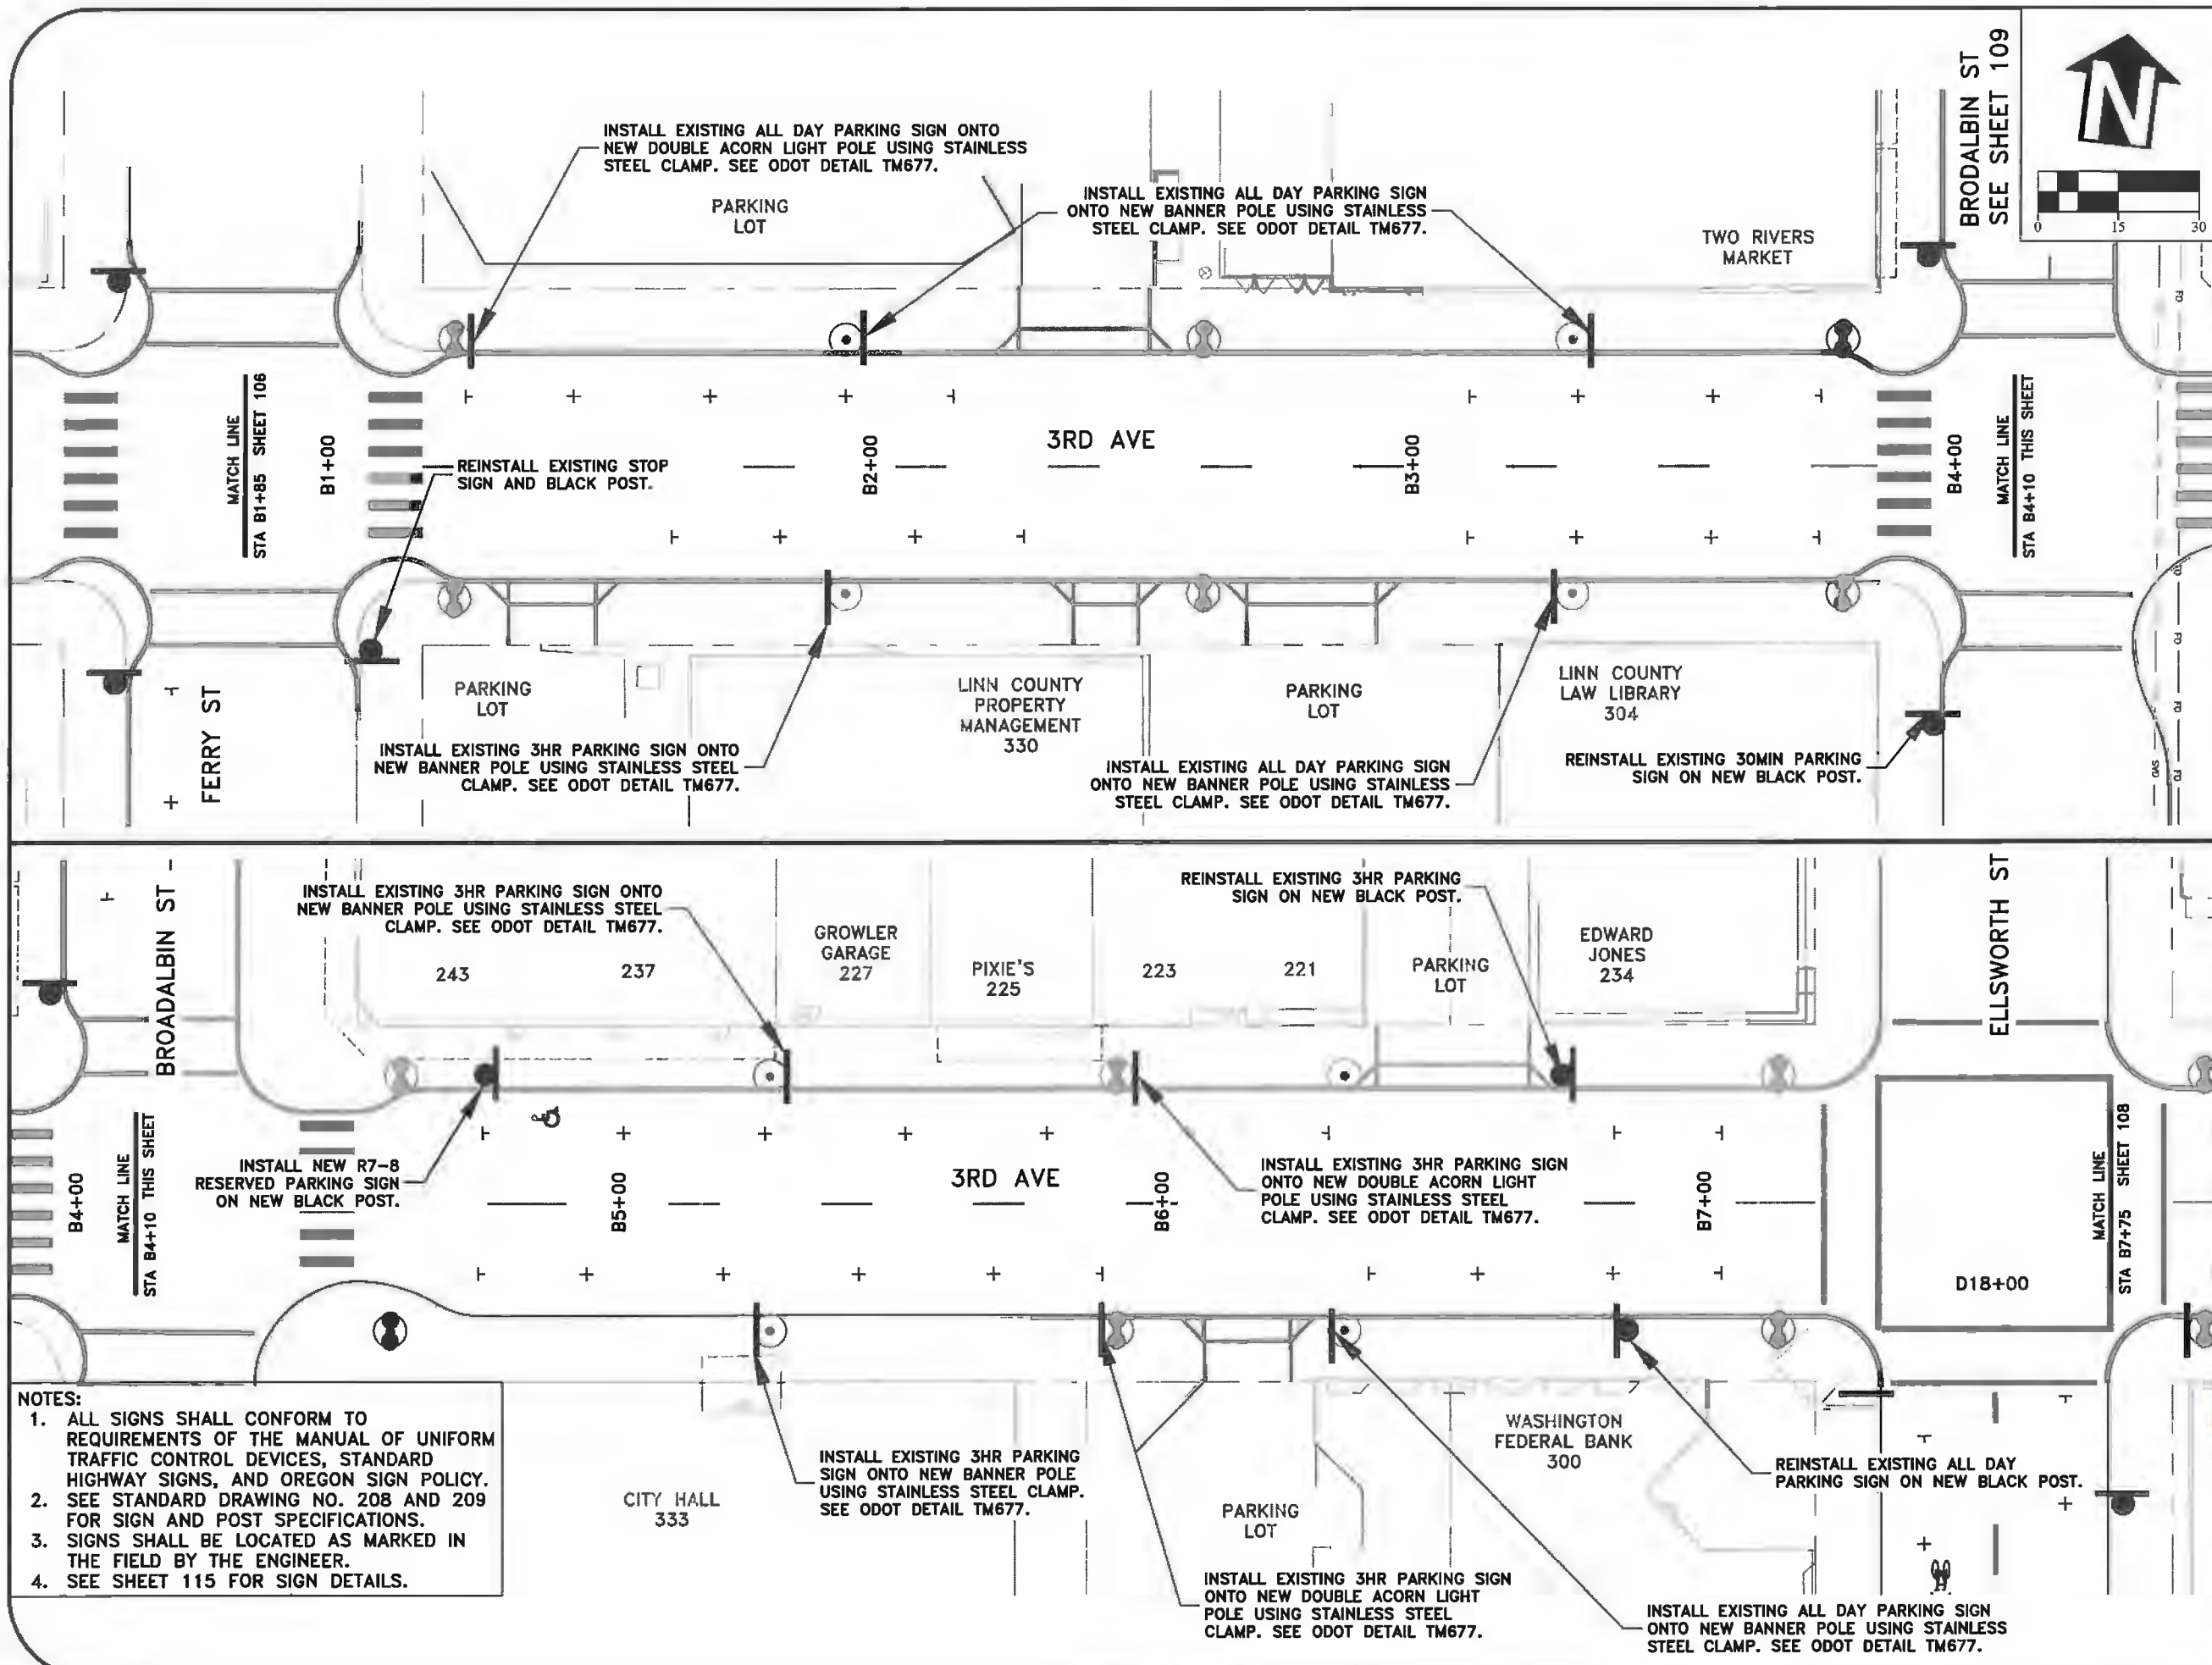 BRODALBIN ST
SEE SHEET 109
N
0 15 30
INSTALL EXISTING ALL DAY PARKING SIGN ONTO
NEW DOUBLE ACORN LIGHT POLE USING STAINLESS
STEEL CLAMP. SEE ODOT DETAIL TM677.
PARKING
LOT
INSTALL EXISTING ALL DAY PARKING SIGN
ONTO NEW BANNER POLE USING STAINLESS
STEEL CLAMP. SEE ODOT DETAIL TM677.
TWO RIVERS
MARKET
FO
MATCH LINE
STA B1+85 SHEET 106
B1+00
REINSTALL EXISTING STOP
SIGN AND BLACK POST.
B2+00
3RD AVE
B3+00
B4+00
MATCH LINE
STA B4+10 THIS SHEET
FO
FO
FO
FO
SAG
FERRY ST
PARKING
LOT
LINN COUNTY
PROPERTY
MANAGEMENT
330
PARKING
LOT
LINN COUNTY
LAW LIBRARY
304
INSTALL EXISTING 3HR PARKING SIGN ONTO
NEW BANNER POLE USING STAINLESS STEEL
CLAMP. SEE ODOT DETAIL TM677.
INSTALL EXISTING ALL DAY PARKING SIGN
ONTO NEW BANNER POLE USING STAINLESS
STEEL CLAMP. SEE ODOT DETAIL TM677.
REINSTALL EXISTING 30MIN PARKING
SIGN ON NEW BLACK POST.
BROADALBIN ST
INSTALL EXISTING 3HR PARKING SIGN ONTO
NEW BANNER POLE USING STAINLESS STEEL
CLAMP. SEE ODOT DETAIL TM677.
243
237
GROWLER
GARAGE
227
PIXIE'S
225
223
221
REINSTALL EXISTING 3HR PARKING
SIGN ON NEW BLACK POST.
PARKING
LOT
EDWARD
JONES
234
ELLSWORTH ST
B4+00
MATCH LINE
STA B4+10 THIS SHEET
INSTALL NEW R7-8
RESERVED PARKING SIGN
ON NEW BLACK POST.
B5+00
3RD AVE
B6+00
INSTALL EXISTING 3HR PARKING SIGN
ONTO NEW DOUBLE ACORN LIGHT
POLE USING STAINLESS STEEL
CLAMP. SEE ODOT DETAIL TM677.
B7+00
D18+00
MATCH LINE
STA B7+75 SHEET 108
NOTES:
1. ALL SIGNS SHALL CONFORM TO
REQUIREMENTS OF THE MANUAL OF UNIFORM
TRAFFIC CONTROL DEVICES, STANDARD
HIGHWAY SIGNS, AND OREGON SIGN POLICY.
2. SEE STANDARD DRAWING NO. 208 AND 209
FOR SIGN AND POST SPECIFICATIONS.
3. SIGNS SHALL BE LOCATED AS MARKED IN
THE FIELD BY THE ENGINEER.
4. SEE SHEET 115 FOR SIGN DETAILS.
CITY HALL
333
INSTALL EXISTING 3HR PARKING
SIGN ONTO NEW BANNER POLE
USING STAINLESS STEEL CLAMP.
SEE ODOT DETAIL TM677.
PARKING
LOT
WASHINGTON
FEDERAL BANK
300
REINSTALL EXISTING ALL DAY
PARKING SIGN ON NEW BLACK POST.
INSTALL EXISTING 3HR PARKING SIGN
ONTO NEW DOUBLE ACORN LIGHT
POLE USING STAINLESS STEEL
CLAMP. SEE ODOT DETAIL TM677.
INSTALL EXISTING ALL DAY PARKING SIGN
ONTO NEW BANNER POLE USING STAINLESS
STEEL CLAMP. SEE ODOT DETAIL TM677.